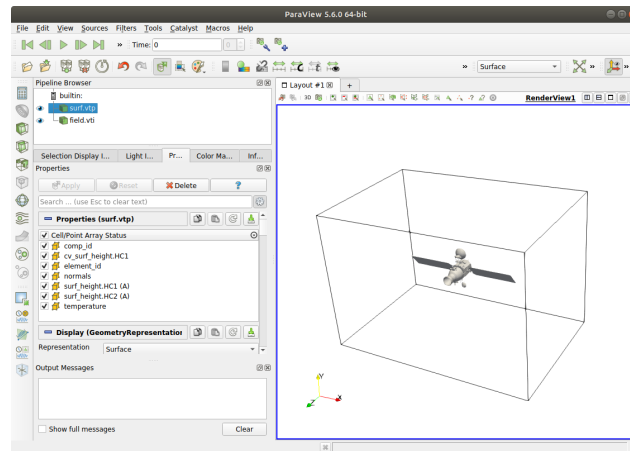 ParaView 5.6.0 64-bit
File Edit View Sources Filters Tools Catalyst Macros Help
» Time: 0 0
» Surface » »
Pipeline Browser
builtin:
surf.vtp
field.vti
Layout #1 +
3D RenderView1
Selection Display I... Light I... Pr... Color Ma... Inf...
Properties
Apply Reset Delete ?
Search ... (use Esc to clear text)
Properties (surf.vtp)
Cell/Point Array Status
comp_id
cv_surf_height.HC1
element_id
normals
surf_height.HC1 (A)
surf_height.HC2 (A)
temperature
Display (GeometryRepresentation
Representation Surface
Output Messages
Show full messages Clear
Y
X
Z